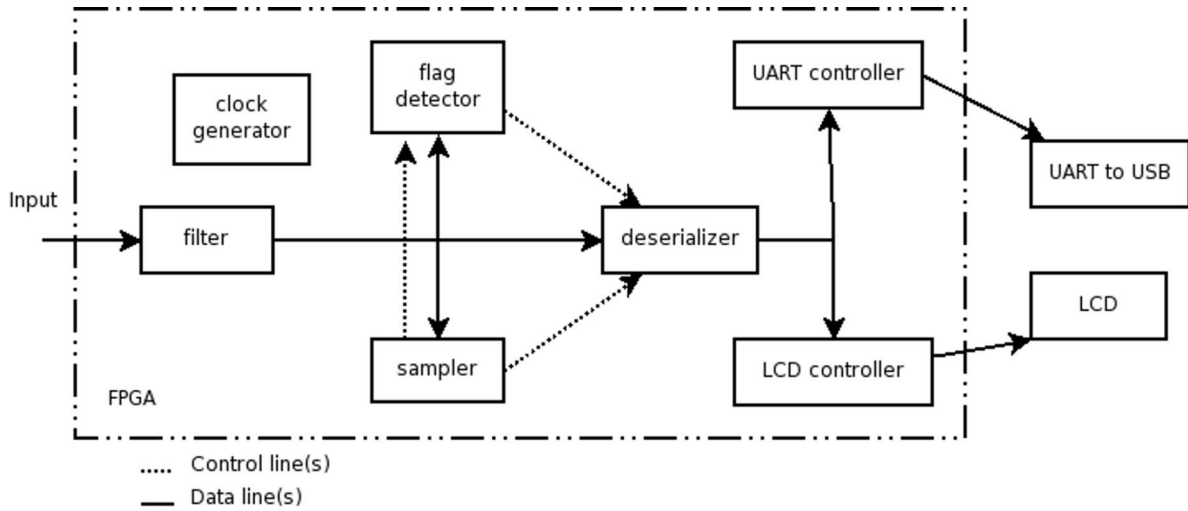 flag
detector
UART controller
clock
generator
UART to USB
Input
filter
deserializer
LCD
sampler
LCD controller
FPGA
Control line(s)
Data line(s)